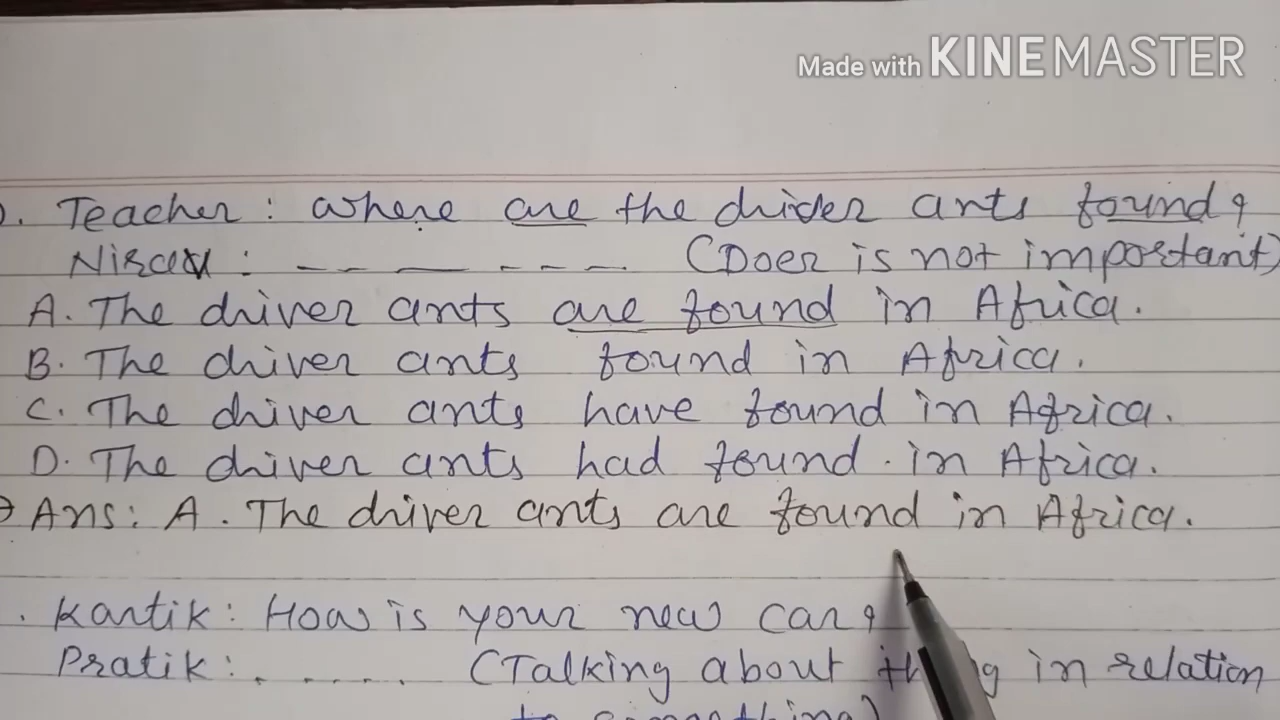 Made with KINEMASTER
). Teacher: Where are the driver ants found?
Nirav: -- — --- (Doer is not important)
A. The driver ants are found in Africa.
B. The driver ants found in Africa.
C. The driver ants have found in Africa.
D. The driver ants had found in Africa.
→ Ans: A. The driver ants are found in Africa.
. Kartik: How is your new car?
Pratik: . . . . . (Talking about in relation
to something)